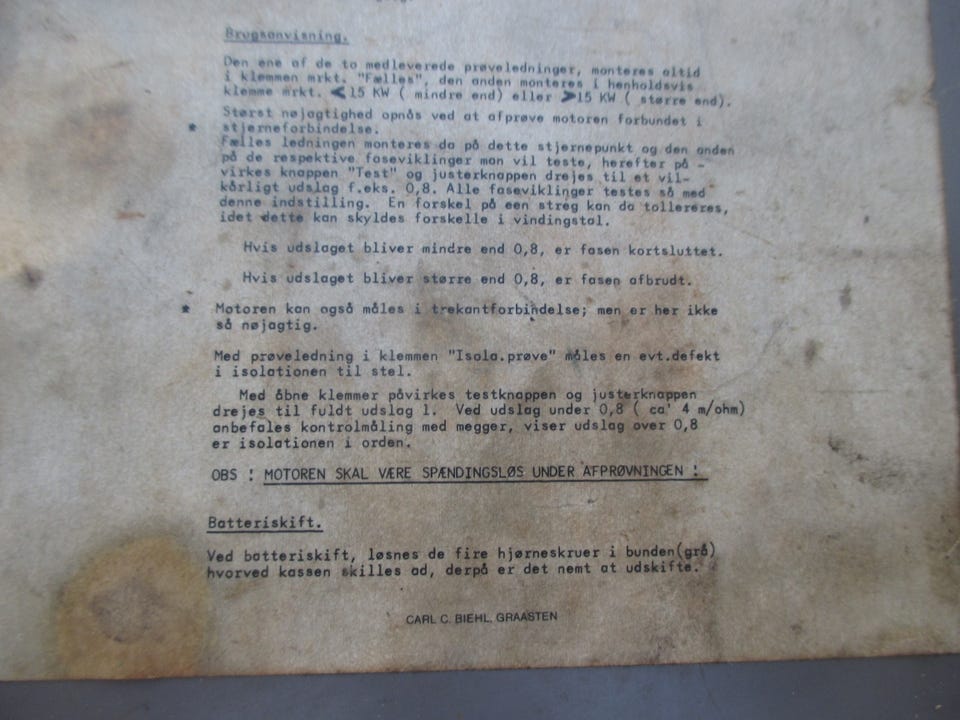 Brugsanvisning.
Den ene af de to medleverede prøveledninger, monteres altid
i klemmen mrkt. "Fælles", den anden monteres i henholdsvis
klemme mrkt. <15 KW ( mindre end) eller >15 KW ( større end).
Størst nøjagtighed opnås ved at afprøve motoren forbundet i
* stjerneforbindelse.
Fælles ledningen monteres da på dette stjernepunkt og den anden
på de respektive faseviklinger man vil teste, herefter på -
virkes knappen "Test" og justerknappen drejes til et vil-
kårligt udslag f.eks. 0,8. Alle faseviklinger testes så med
denne indstilling. En forskel på een streg kan da tollereres,
idet dette kan skyldes forskelle i vindingstal.
Hvis udslaget bliver mindre end 0,8, er fasen kortsluttet.
Hvis udslaget bliver større end 0,8, er fasen afbrudt.
* Motoren kan også måles i trekantforbindelse; men er her ikke
så nøjagtig.
Med prøveledning i klemmen "Isola.prøve" måles en evt.defekt
i isolationen til stel.
Med åbne klemmer påvirkes testknappen og justerknappen
drejes til fuldt udslag 1. Ved udslag under 0,8 ( ca' 4 m/ohm)
anbefales kontrolmåling med megger, viser udslag over 0,8
er isolationen i orden.
OBS ! MOTOREN SKAL VÆRE SPÆNDINGSLØS UNDER AFPRØVNINGEN !
Batteriskift.
Ved batteriskift, løsnes de fire hjørneskruer i bunden(grå)
hvorved kassen skilles ad, derpå er det nemt at udskifte.
CARL C. BIEHL, GRAASTEN